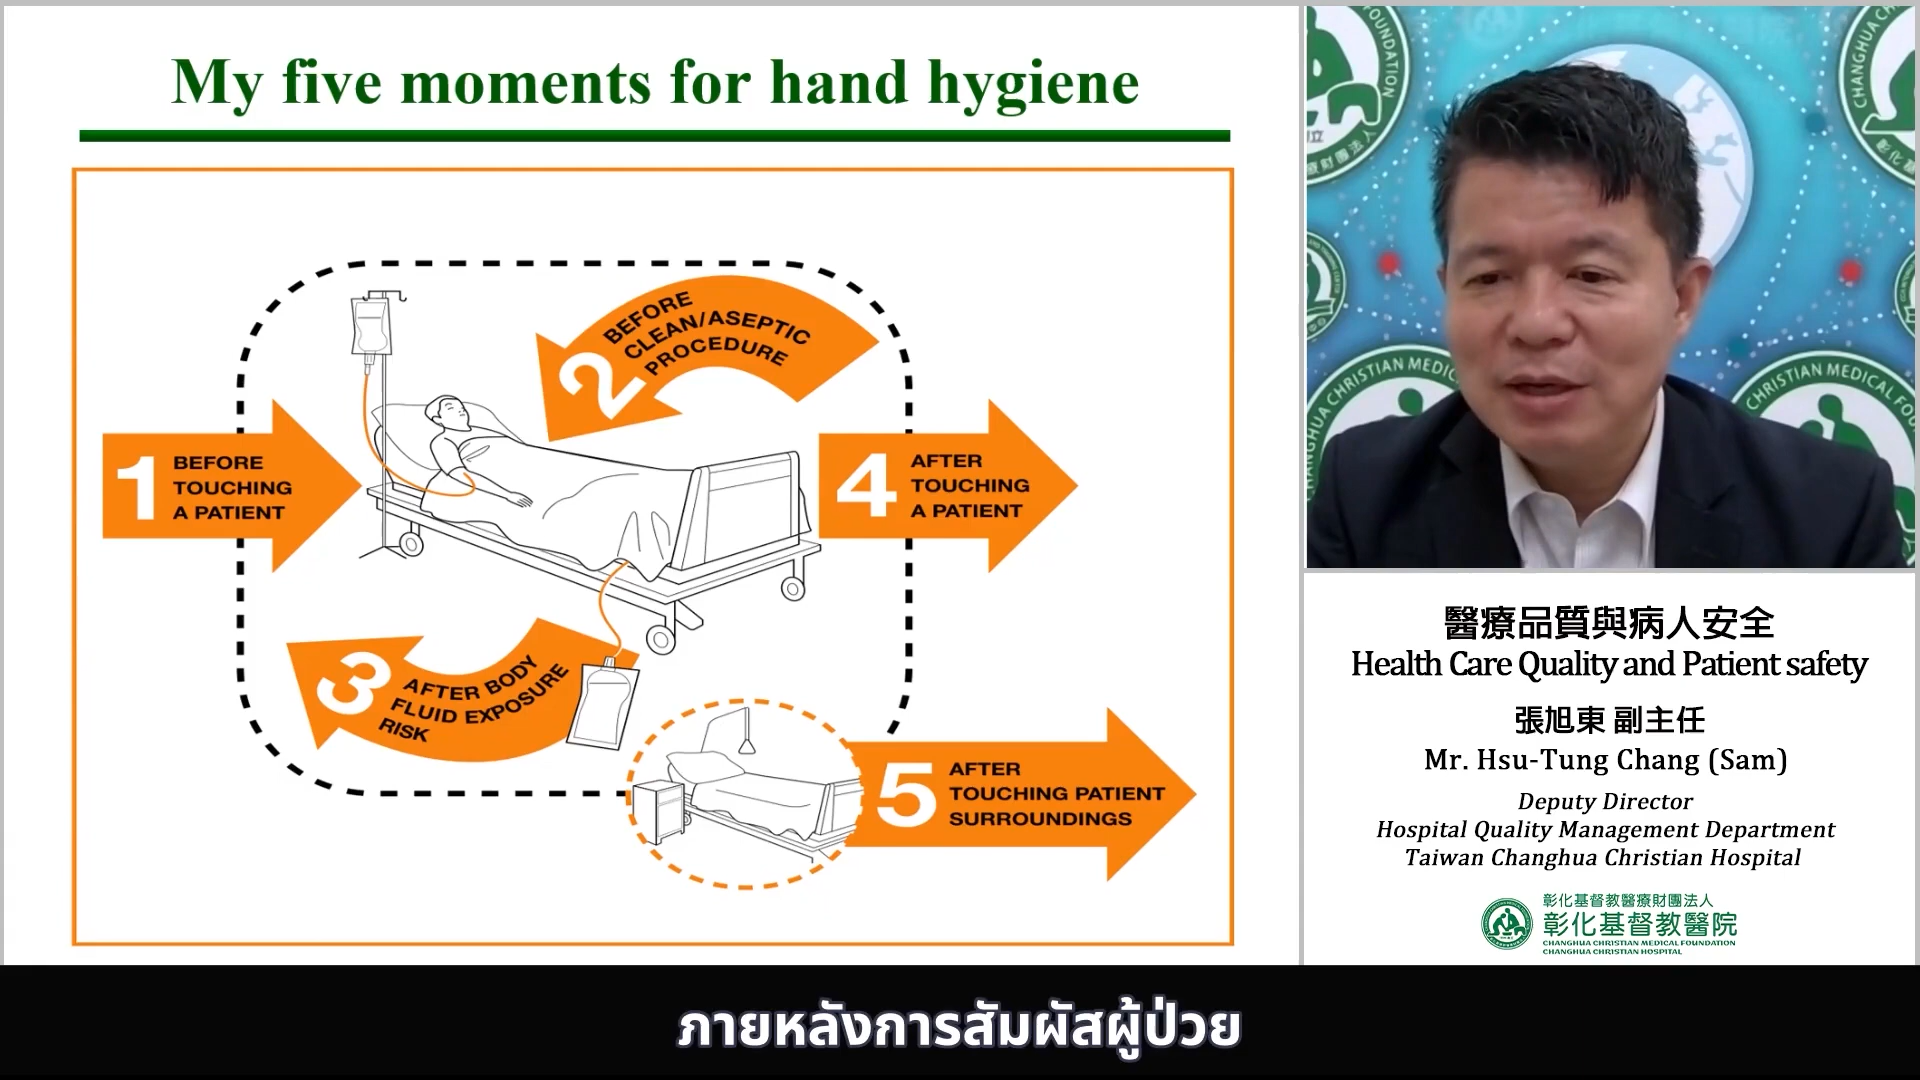 My five moments for hand hygiene
1
BEFORE
TOUCHING
A PATIENT
2
BEFORE
CLEAN/ASEPTIC
PROCEDURE
3
AFTER BODY
FLUID EXPOSURE
RISK
4
AFTER
TOUCHING
A PATIENT
5
AFTER
TOUCHING PATIENT
SURROUNDINGS
醫療品質與病人安全
Health Care Quality and Patient safety
張旭東 副主任
Mr. Hsu-Tung Chang (Sam)
Deputy Director
Hospital Quality Management Department
Taiwan Changhua Christian Hospital
彰化基督教醫療財團法人
彰化基督教醫院
CHANGHUA CHRISTIAN MEDICAL FOUNDATION
CHANGHUA CHRISTIAN HOSPITAL
ภายหลังการสัมผัสผู้ป่วย